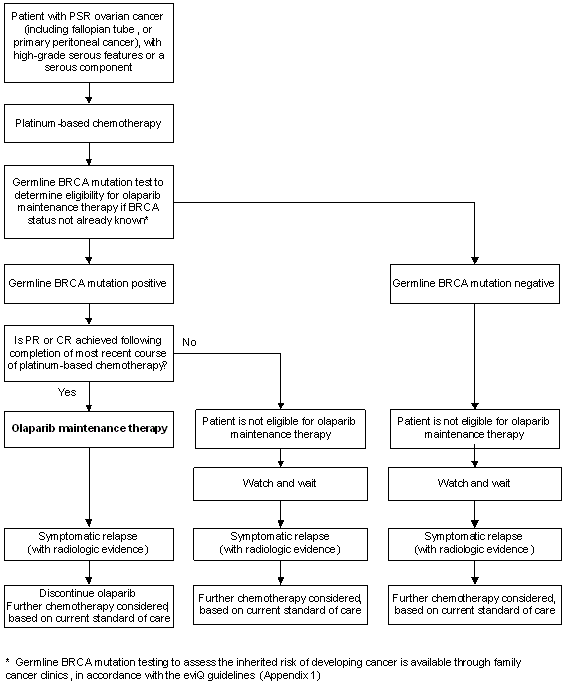 Patient with PSR ovarian cancer
(including fallopian tube, or
primary peritoneal cancer), with
high-grade serous features or a
serous component
Platinum-based chemotherapy
Germline BRCA mutation test to
determine eligibility for olaparib
maintenance therapy if BRCA
status not already known*
Germline BRCA mutation positive
Germline BRCA mutation negative
Is PR or CR achieved following
completion of most recent course
of platinum-based chemotherapy?
No
Yes
Olaparib maintenance therapy
Patient is not eligible for olaparib
maintenance therapy
Patient is not eligible for olaparib
maintenance therapy
Watch and wait
Watch and wait
Symptomatic relapse
(with radiologic evidence)
Symptomatic relapse
(with radiologic evidence)
Symptomatic relapse
(with radiologic evidence)
Discontinue olaparib
Further chemotherapy considered,
based on current standard of care
Further chemotherapy considered,
based on current standard of care
Further chemotherapy considered,
based on current standard of care
* Germline BRCA mutation testing to assess the inherited risk of developing cancer is available through family
cancer clinics, in accordance with the eviQ guidelines (Appendix 1)